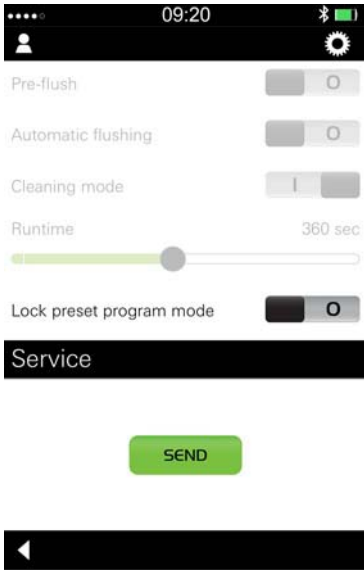 09:20
Pre-flush O
Automatic flushing O
Cleaning mode I
Runtime 360 sec
Lock preset program mode O
Service
SEND